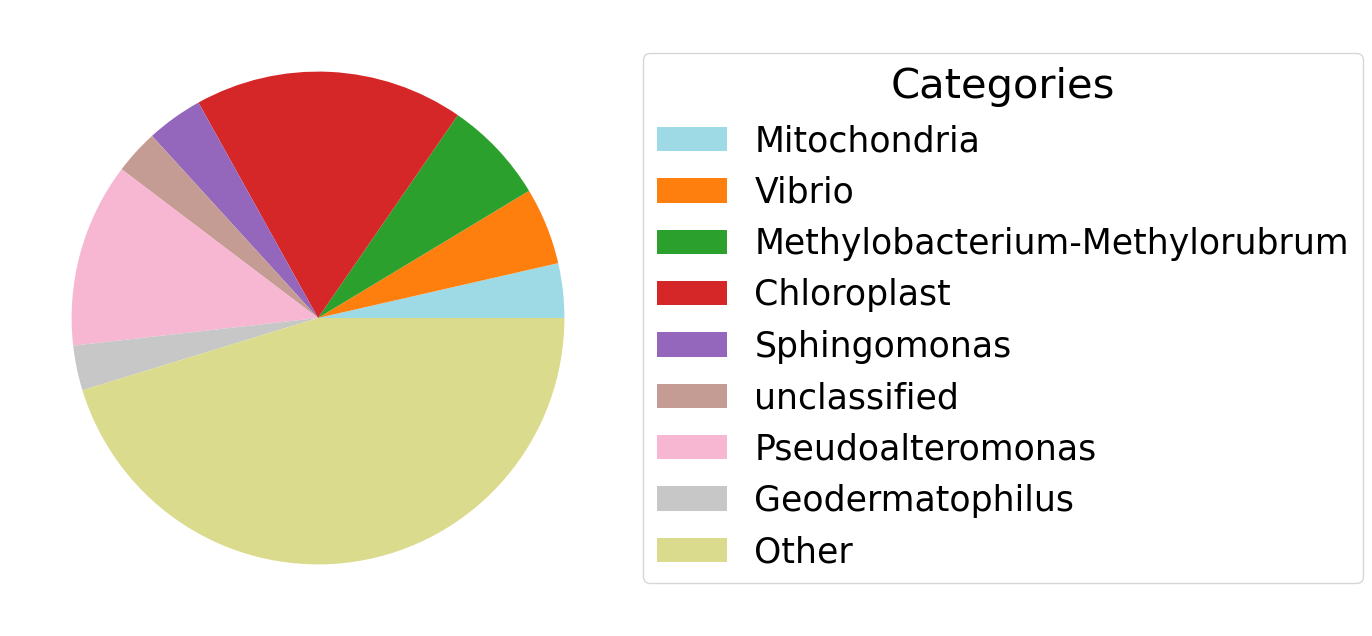 Categories
Mitochondria
Vibrio
Methylobacterium-Methylorubrum
Chloroplast
Sphingomonas
unclassified
Pseudoalteromonas
Geodermatophilus
Other